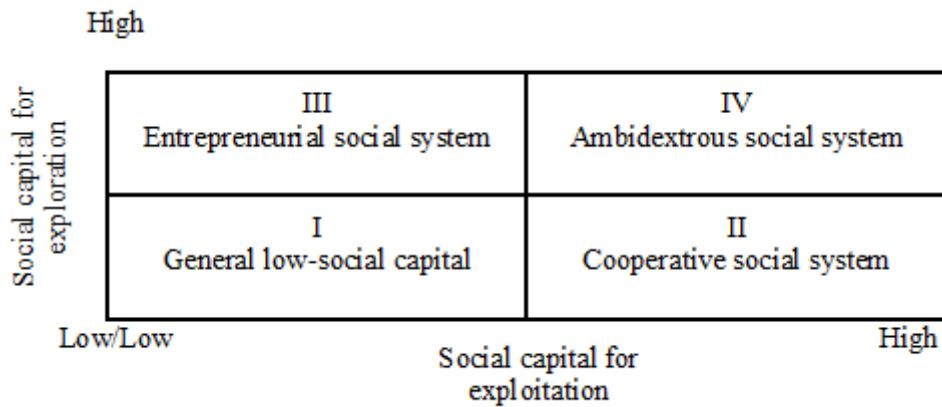 High
III
Entrepreneurial social system
IV
Ambidextrous social system
Social capital for
exploration
I
General low-social capital
II
Cooperative social system
Low/Low
High
Social capital for
exploitation